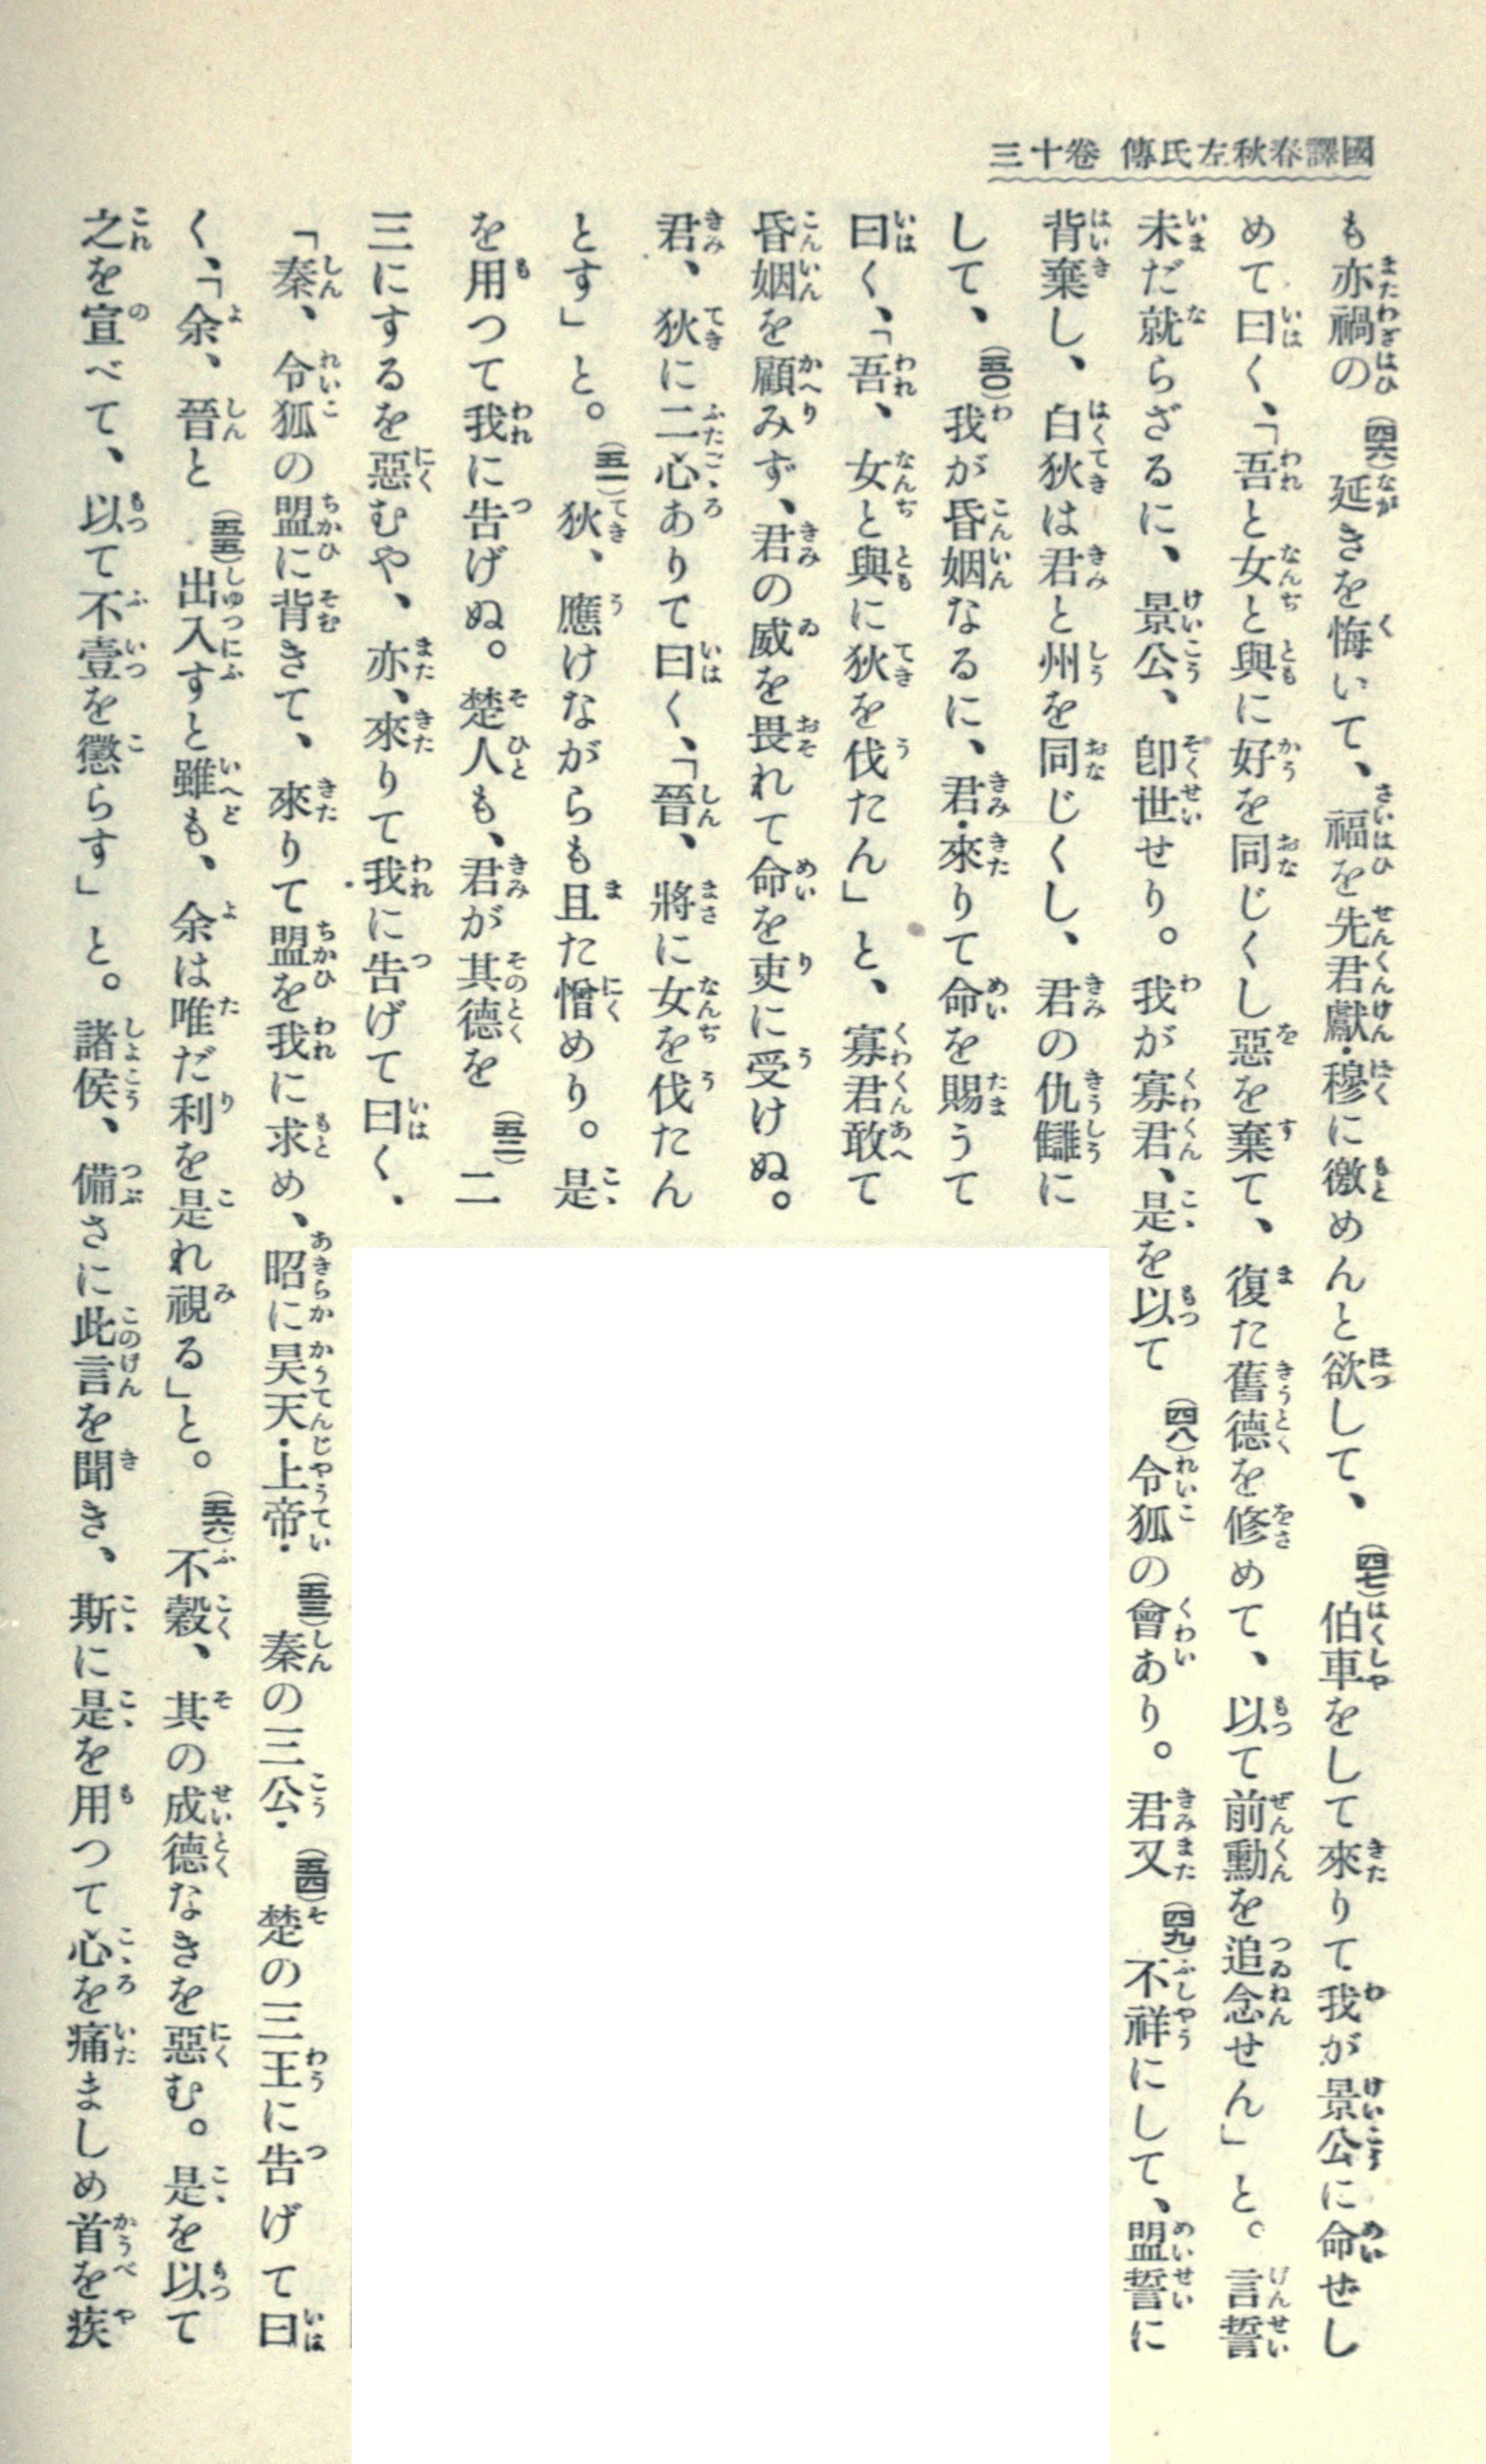 國譯春秋左氏傳 卷十三
も亦禍の(四六)延きを悔いて、福を先君獻·穆に徼めんと欲して、(四七)伯車をして來りて我が景公に命せし
めて曰く、「吾と女と與に好を同じくし惡を棄て、復た舊德を修めて、以て前勳を追念せん」と。言誓
未だ就らざるに、景公、卽世せり。我が寡君、是を以て(四八)令狐の會あり。君又(四九)不祥にして、盟誓に
背棄し、白狄は君と州を同じくし、君の仇讎に
して、(五〇)我が昏姻なるに、君·來りて命を賜うて
曰く、「吾、女と與に狄を伐たん」と、寡君敢て
昏姻を顧みず、君の威を畏れて命を吏に受けぬ。
君、狄に二心ありて曰く、「晉、將に女を伐たん
とす」と。(五一)狄、應けながらも且た憎めり。是
を用つて我に告げぬ。楚人も、君が其德を(五二)二
三にするを惡むや、亦、來りて我に告げて曰く、
「秦、令狐の盟に背きて、來りて盟を我に求め、昭に昊天·上帝·(五三)秦の三公·(五四)楚の三王に告げて曰
く、「余、晉と(五五)出入すと雖も、余は唯だ利を是れ視る」と。(五六)不穀、其の成德なきを惡む。是を以て
之を宣べて、以て不壹を懲らす」と。諸侯、備さに此言を聞き、斯に是を用つて心を痛ましめ首を疾